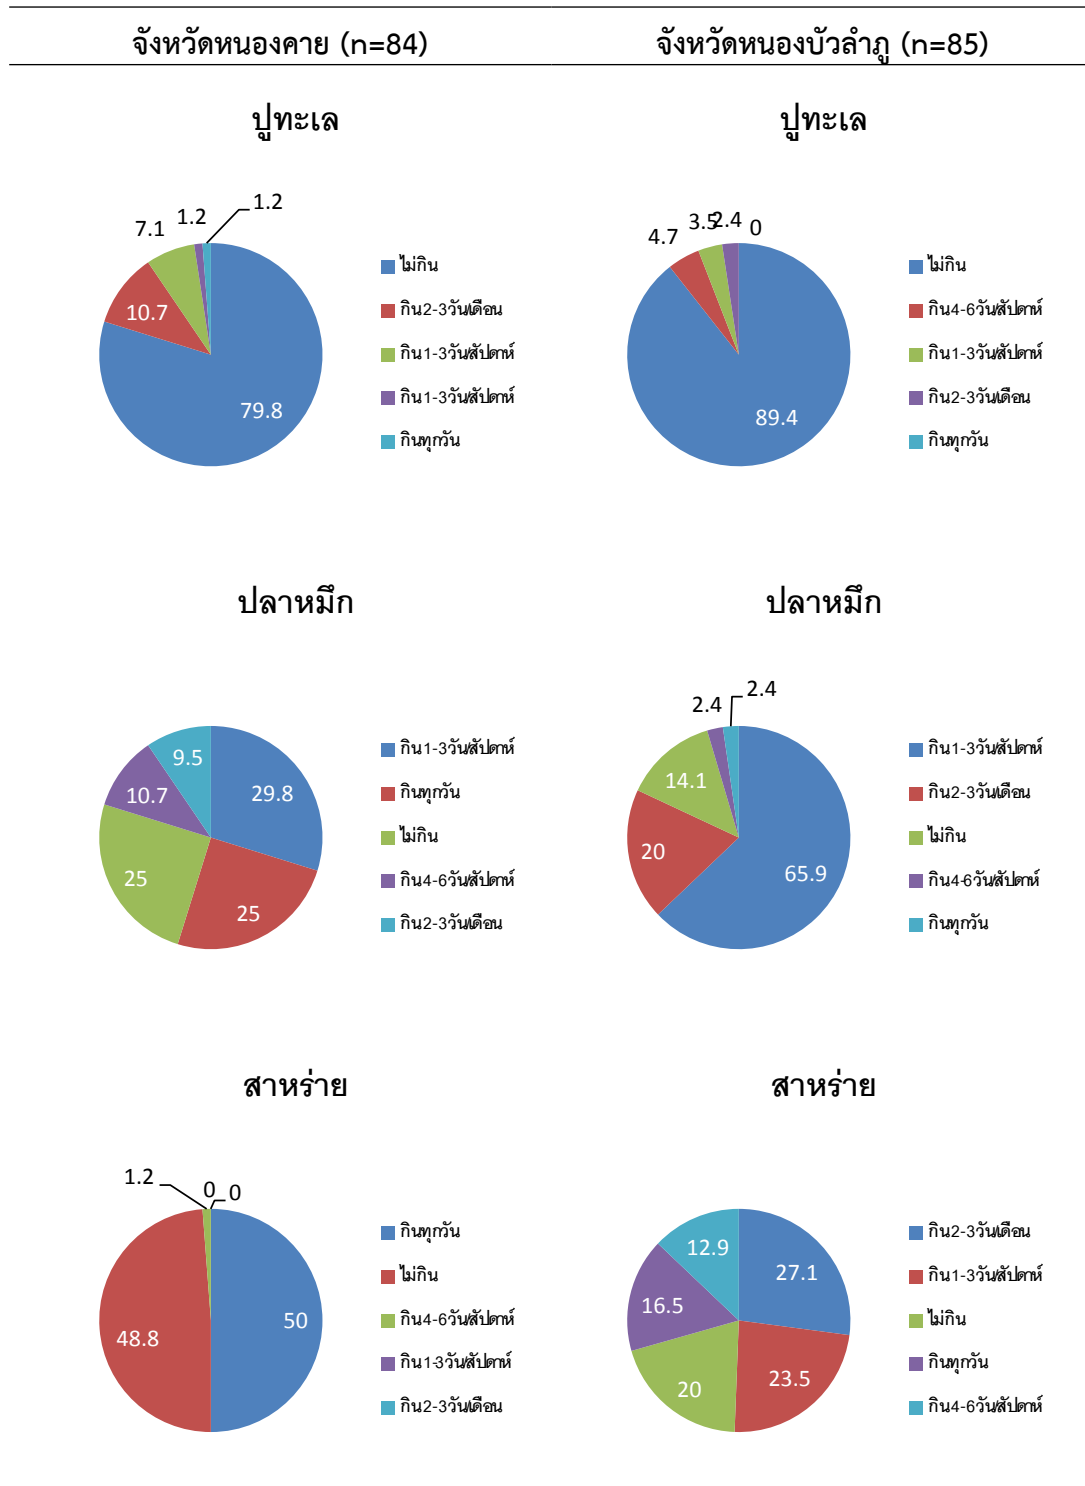 จังหวัดหนองคาย (n=84)
จังหวัดหนองบัวลำภู (n=85)
ปูทะเล
1.2
1.2
7.1
10.7
79.8
ไม่กิน
กิน2-3วัน/เดือน
กิน1-3วัน/สัปดาห์
กิน1-3วัน/สัปดาห์
กินทุกวัน
ปูทะเล
4.7
3.5
2.4
0
89.4
ไม่กิน
กิน4-6วัน/สัปดาห์
กิน1-3วัน/สัปดาห์
กิน2-3วัน/เดือน
กินทุกวัน
ปลาหมึก
9.5
29.8
10.7
25
25
กิน1-3วัน/สัปดาห์
กินทุกวัน
ไม่กิน
กิน4-6วัน/สัปดาห์
กิน2-3วัน/เดือน
ปลาหมึก
2.4
2.4
14.1
20
65.9
กิน1-3วัน/สัปดาห์
กิน2-3วัน/เดือน
ไม่กิน
กิน4-6วัน/สัปดาห์
กินทุกวัน
สาหร่าย
1.2
0
0
50
48.8
กินทุกวัน
ไม่กิน
กิน4-6วัน/สัปดาห์
กิน1-3วัน/สัปดาห์
กิน2-3วัน/เดือน
สาหร่าย
12.9
27.1
16.5
20
23.5
กิน2-3วัน/เดือน
กิน1-3วัน/สัปดาห์
ไม่กิน
กินทุกวัน
กิน4-6วัน/สัปดาห์